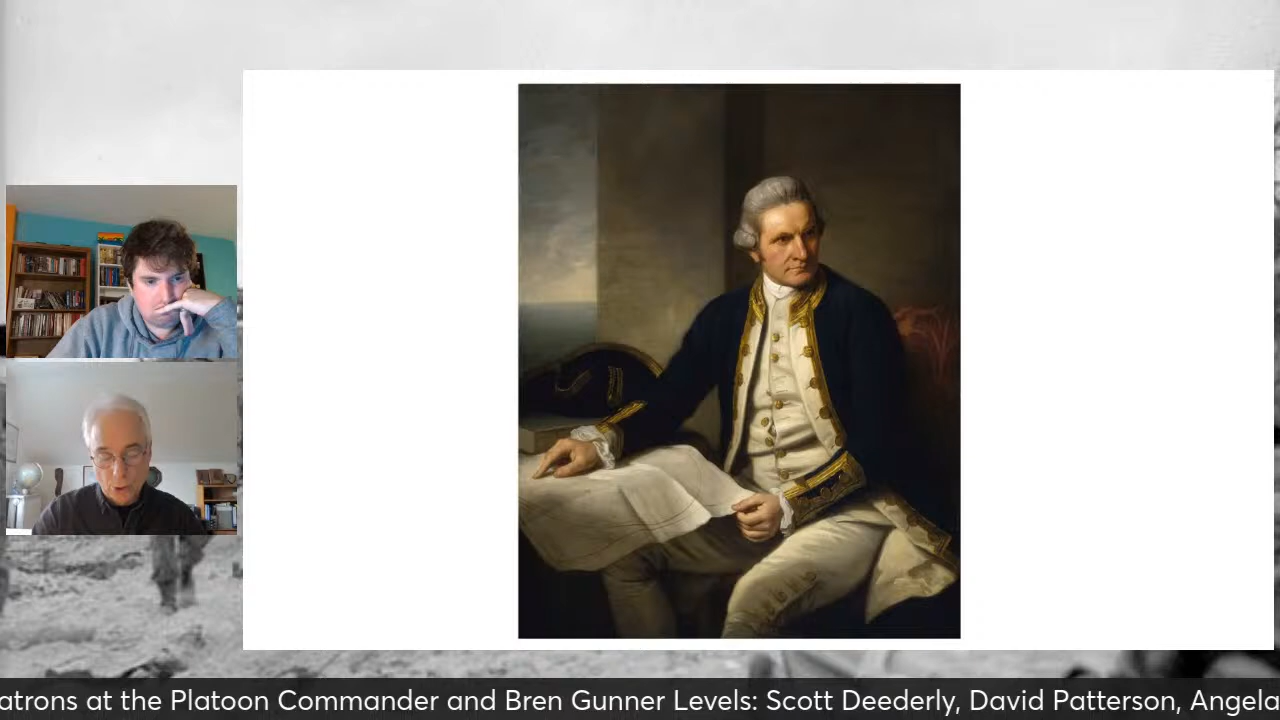 atrons at the Platoon Commander and Bren Gunner Levels: Scott Deederly, David Patterson, Angela